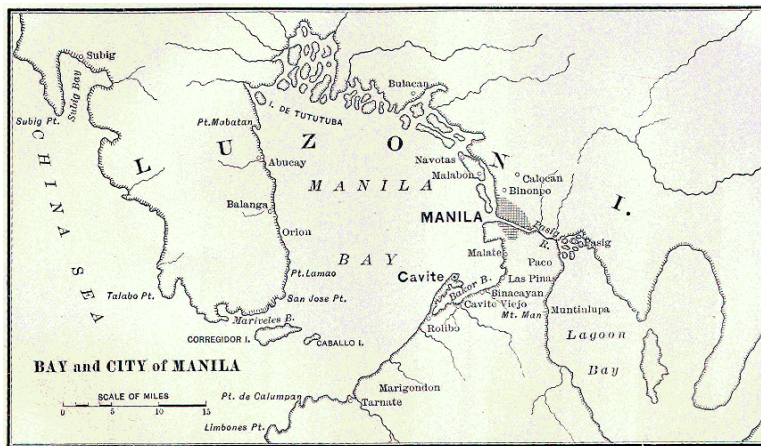 Subig
Subig Bay
Subig Pt.
CHINA SEA
Bulacan
I. DE TUTUTUBA
Pt. Mabatan
LUZON I.
Abucay
Navotas
Malabon
Calocan
Binonpo
MANILA
BAY
Balanga
Orion
MANILA
Pasig
R.
Pasig
Malate
Paco
Pt. Lamao
Cavite
Bakor B.
Las Pina
Binacayan
Cavite Viejo
Mt. Man
Muntinlupa
Talabo Pt.
San Jose Pt.
Mariveles B.
Rolibo
CORREGIDOR I.
CABALLO I.
Lagoon
Bay
BAY and CITY of MANILA
SCALE OF MILES
0 5 10 15
Marigondon
Pt. de Calumpan
Tarnate
Limbones Pt.